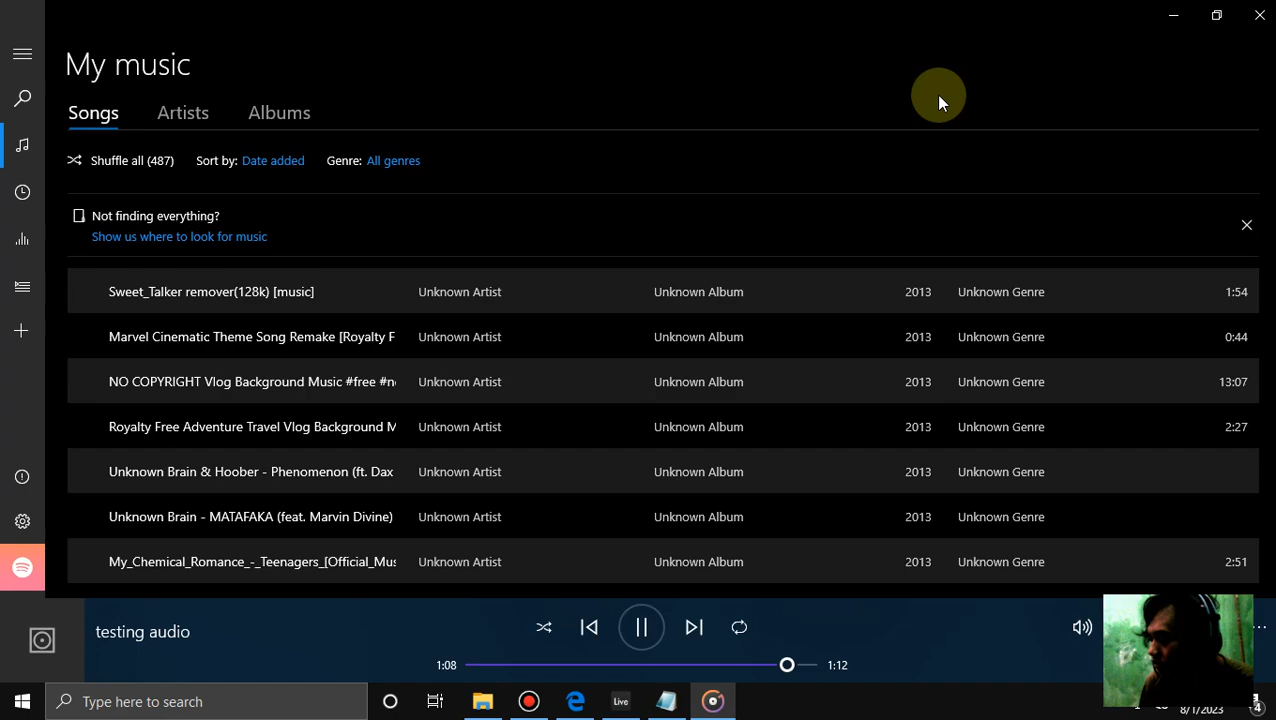 My music
Songs Artists Albums
Shuffle all (487) Sort by: Date added Genre: All genres
Not finding everything?
Show us where to look for music
Sweet_Talker remover(128k) [music] Unknown Artist Unknown Album 2013 Unknown Genre 1:54
Marvel Cinematic Theme Song Remake [Royalty F Unknown Artist Unknown Album 2013 Unknown Genre 0:44
NO COPYRIGHT Vlog Background Music #free #n Unknown Artist Unknown Album 2013 Unknown Genre 13:07
Royalty Free Adventure Travel Vlog Background M Unknown Artist Unknown Album 2013 Unknown Genre 2:27
Unknown Brain & Hoober - Phenomenon (ft. Dax Unknown Artist Unknown Album 2013 Unknown Genre
Unknown Brain - MATAFAKA (feat. Marvin Divine) Unknown Artist Unknown Album 2013 Unknown Genre
My_Chemical_Romance_-_Teenagers_[Official_Mus Unknown Artist Unknown Album 2013 Unknown Genre 2:51
testing audio
1:08 1:12
Type here to search
Live
8/1/2023
4